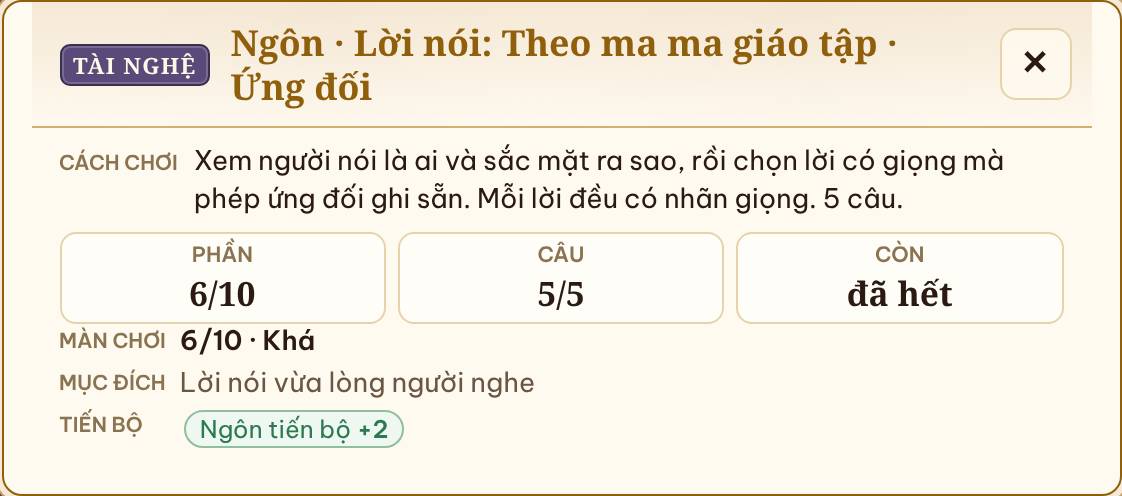 TÀI NGHỆ
Ngôn · Lời nói: Theo ma ma giáo tập ·
Ứng đối
×
CÁCH CHƠI Xem người nói là ai và sắc mặt ra sao, rồi chọn lời có giọng mà
phép ứng đối ghi sẵn. Mỗi lời đều có nhãn giọng. 5 câu.
PHẦN
6/10
CÂU
5/5
CÒN
đã hết
MÀN CHƠI 6/10 · Khá
MỤC ĐÍCH Lời nói vừa lòng người nghe
TIẾN BỘ Ngôn tiến bộ +2